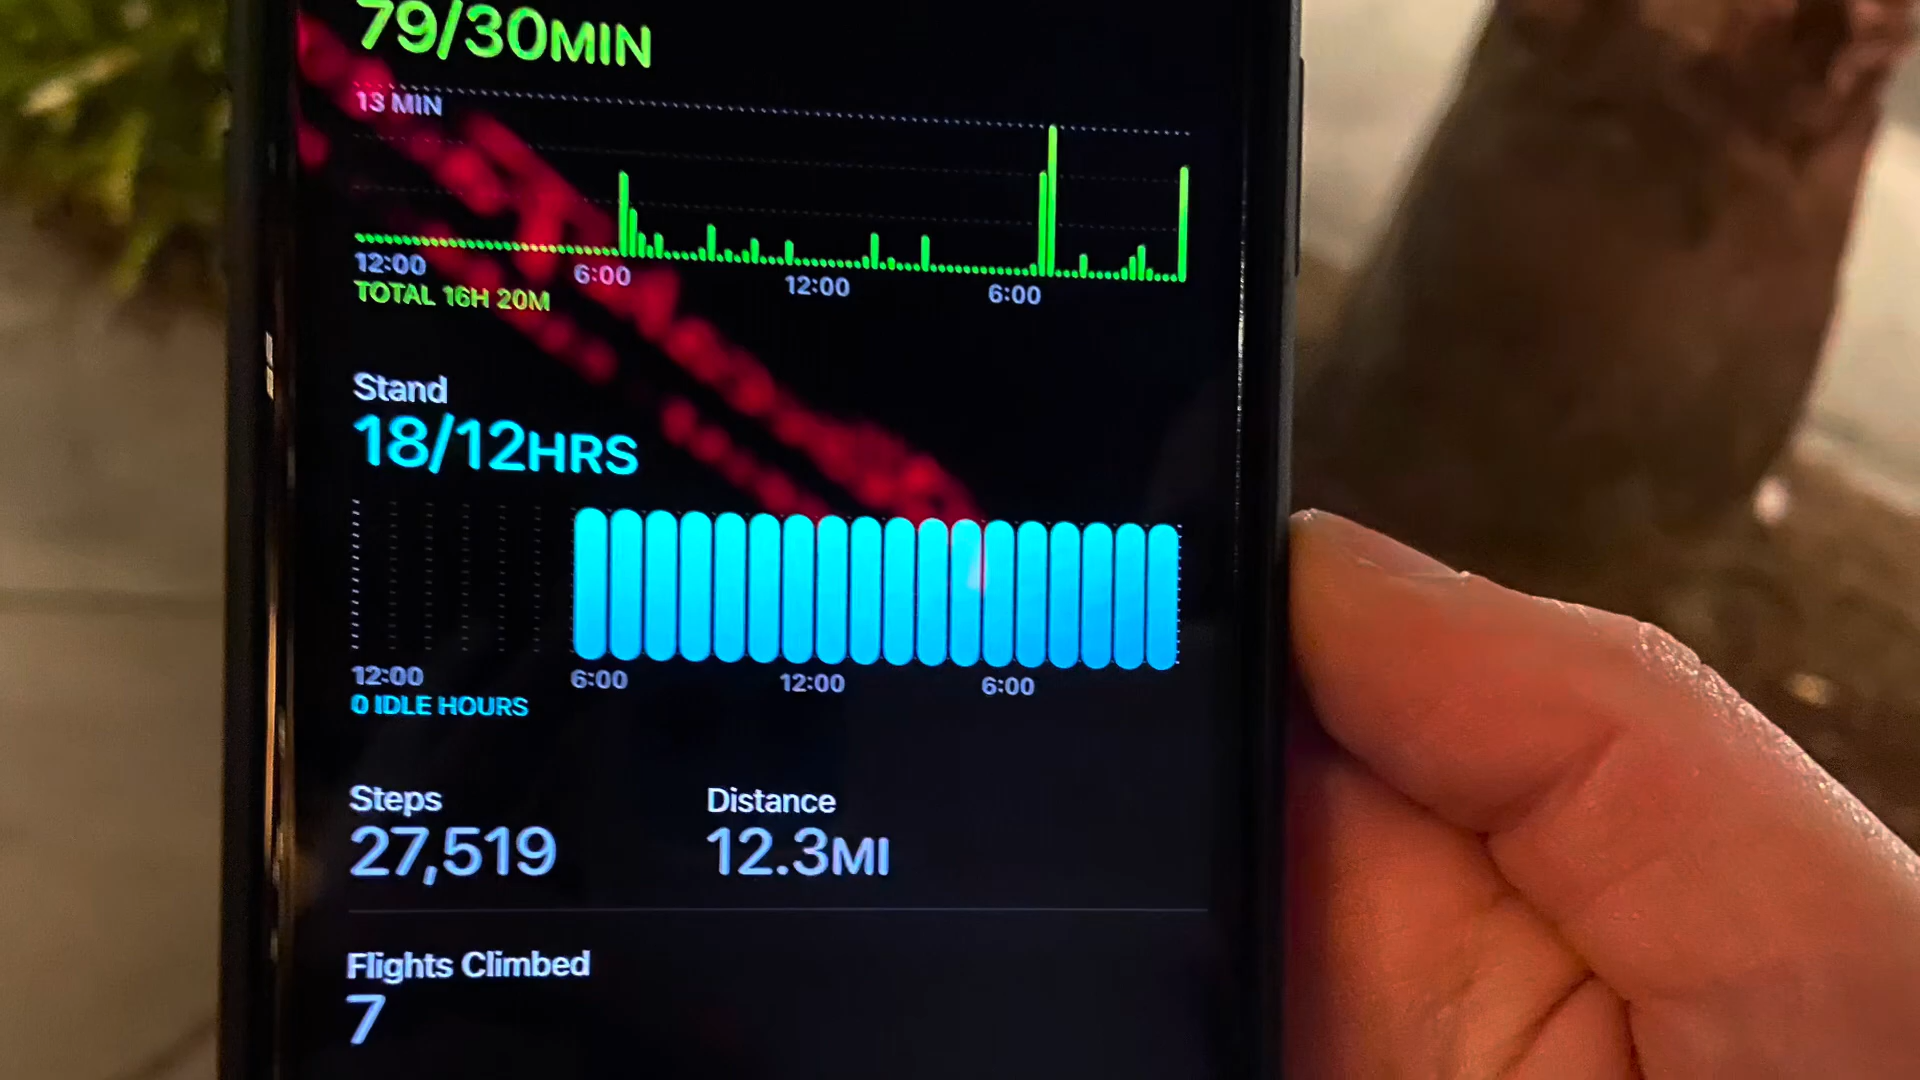 79/30MIN
13 MIN
12:00 6:00 12:00 6:00
TOTAL 16H 20M
Stand
18/12HRS
12:00 6:00 12:00 6:00
0 IDLE HOURS
Steps Distance
27,519 12.3MI
Flights Climbed
7